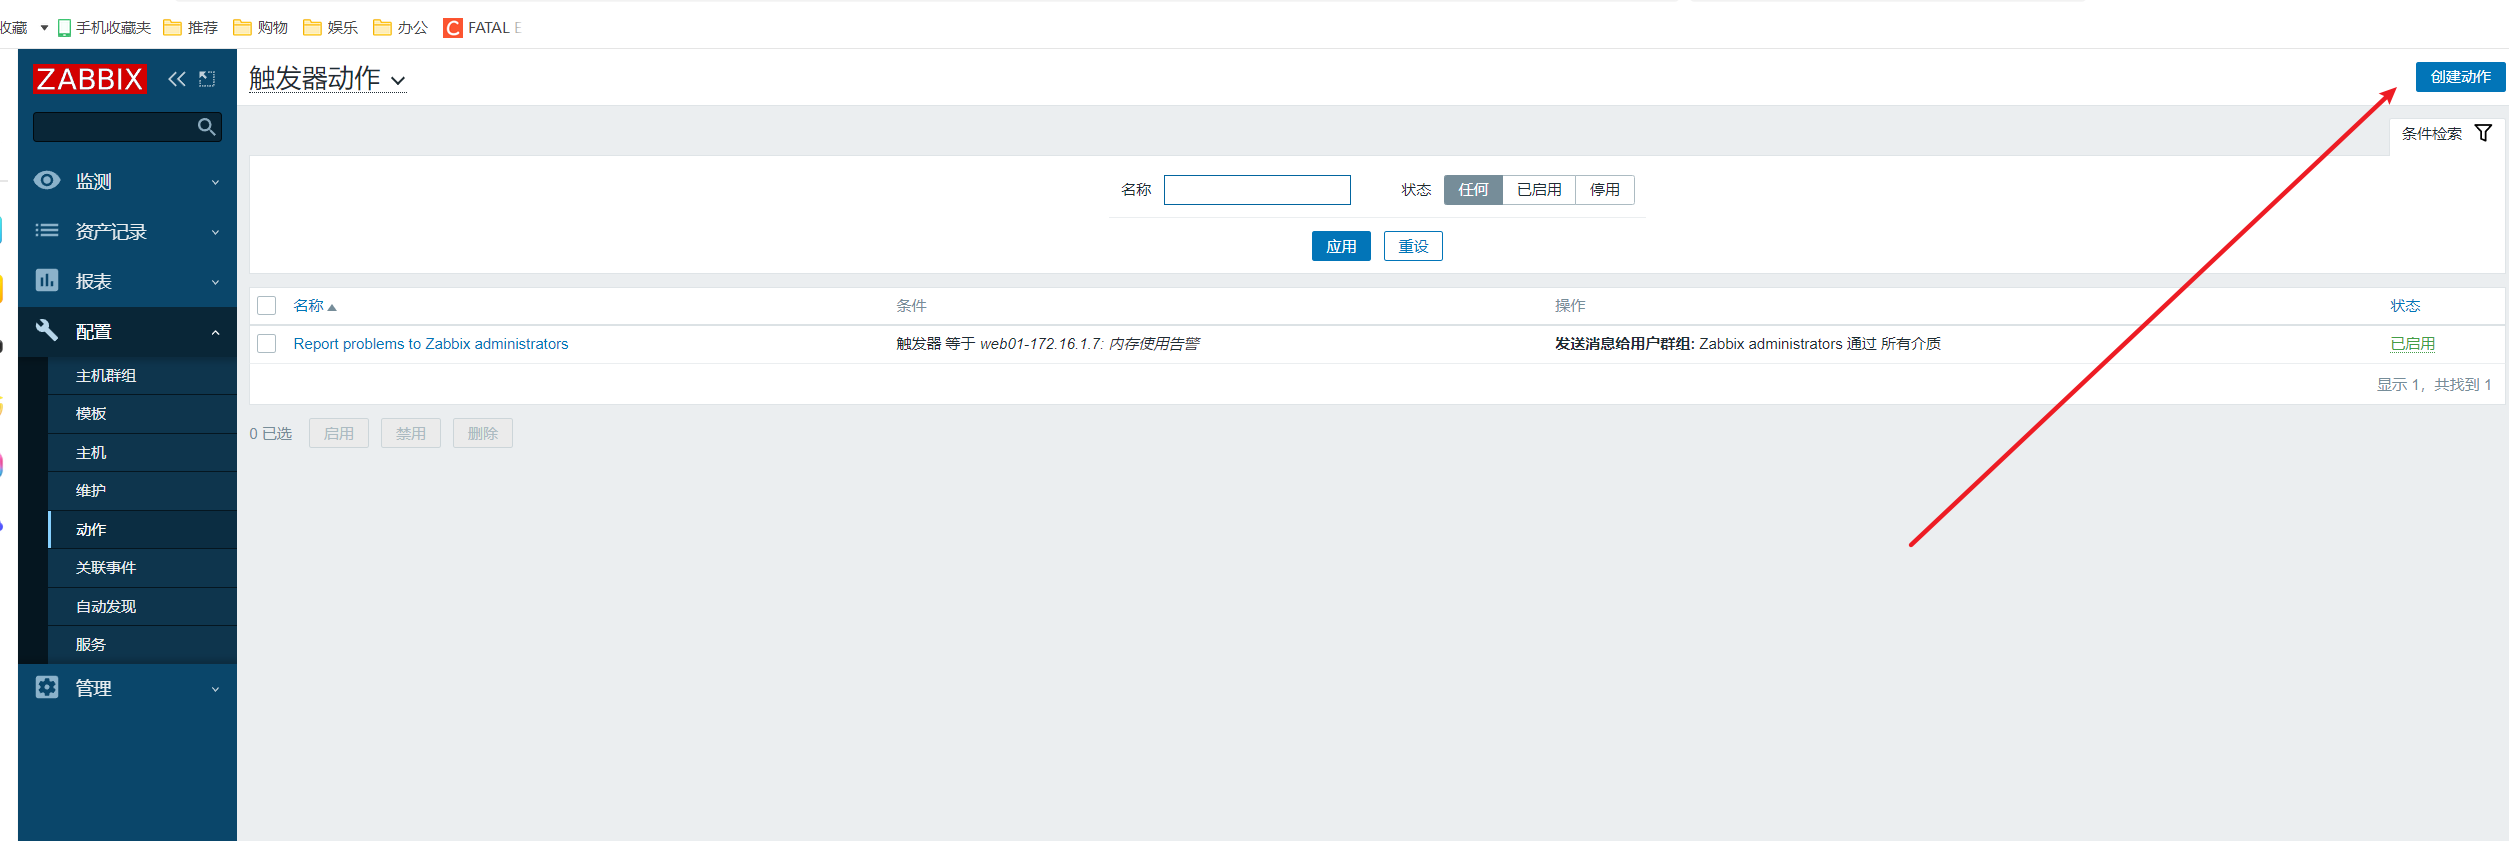 收藏 手机收藏夹 推荐 购物 娱乐 办公 FATAL E
ZABBIX
触发器动作
创建动作
条件检索
监测
资产记录
报表
配置
主机群组
模板
主机
维护
动作
关联事件
自动发现
服务
管理
名称 状态 任何 已启用 停用
应用 重设
名称 条件 操作 状态
Report problems to Zabbix administrators 触发器 等于 web01-172.16.1.7: 内存使用告警 发送消息给用户群组: Zabbix administrators 通过 所有介质 已启用
显示 1，共找到 1
0 已选 启用 禁用 删除